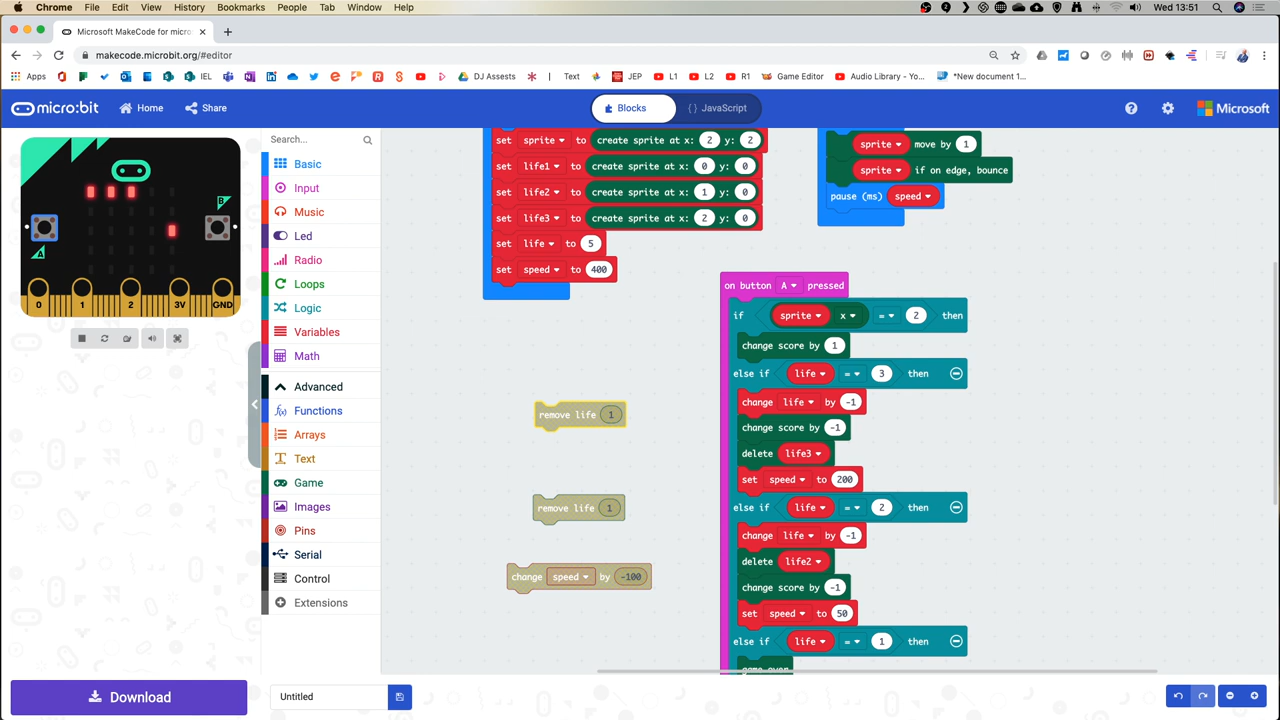 Chrome File Edit View History Bookmarks People Tab Window Help Wed 13:51
Microsoft MakeCode for micro:
makecode.microbit.org/#editor
Apps IEL DJ Assests Text JEP L1 L2 R1 Game Editor Audio Library - Yo... *New document 1...
micro:bit Home Share Blocks {} JavaScript Microsoft
Search...
Basic
Input
Music
Led
Radio
Loops
Logic
Variables
Math
Advanced
Functions
Arrays
Text
Game
Images
Pins
Serial
Control
Extensions
A
B
0 1 2 3V GND
set sprite to create sprite at x: 2 y: 2
set life1 to create sprite at x: 0 y: 0
set life2 to create sprite at x: 1 y: 0
set life3 to create sprite at x: 2 y: 0
set life to 5
set speed to 400
sprite move by 1
sprite if on edge, bounce
pause (ms) speed
remove life 1
remove life 1
change speed by -100
on button A pressed
if sprite x = 2 then
change score by 1
else if life = 3 then
change life by -1
change score by -1
delete life3
set speed to 200
else if life = 2 then
change life by -1
delete life2
change score by -1
set speed to 50
else if life = 1 then
game over
Download
Untitled